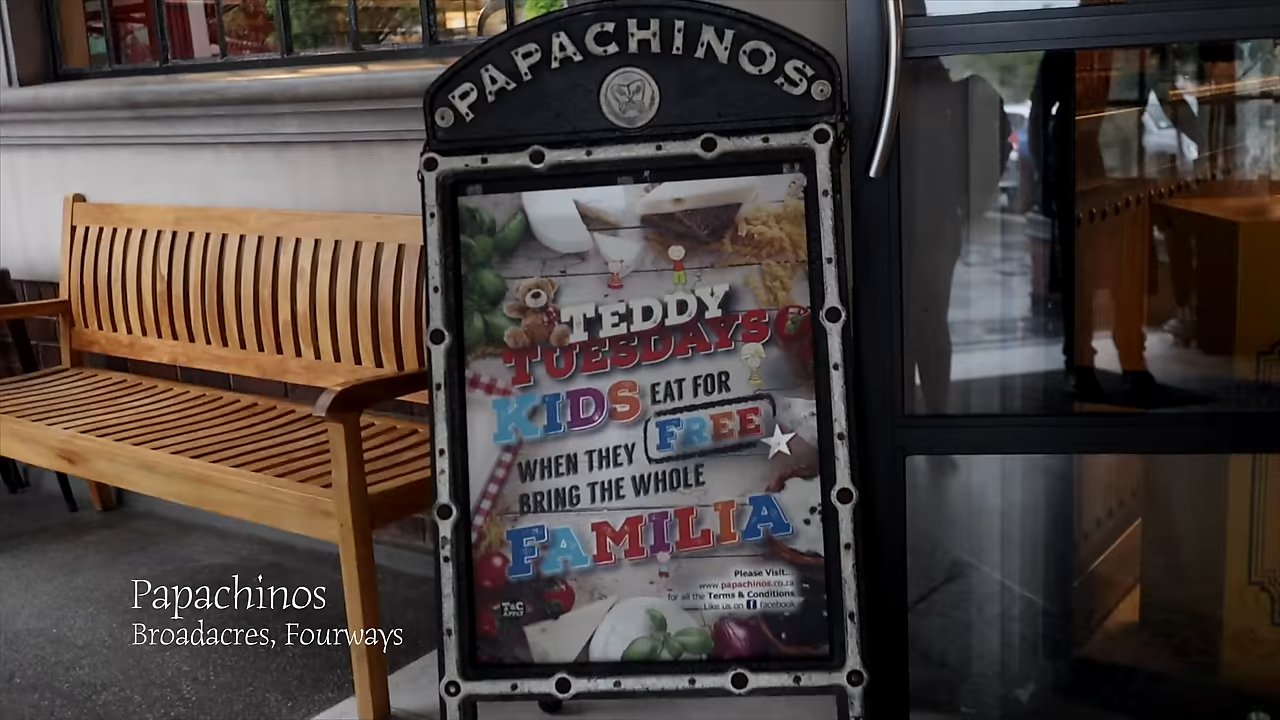 PAPACHINOS
TEDDY
TUESDAYS
KIDS EAT FOR
FREE
WHEN THEY
BRING THE WHOLE
FAMILIA
Please Visit...
www.papachinos.co.za
for all the Terms & Conditions
Like us on f facebook
T&C
APPLY
Papachinos
Broadacres, Fourways